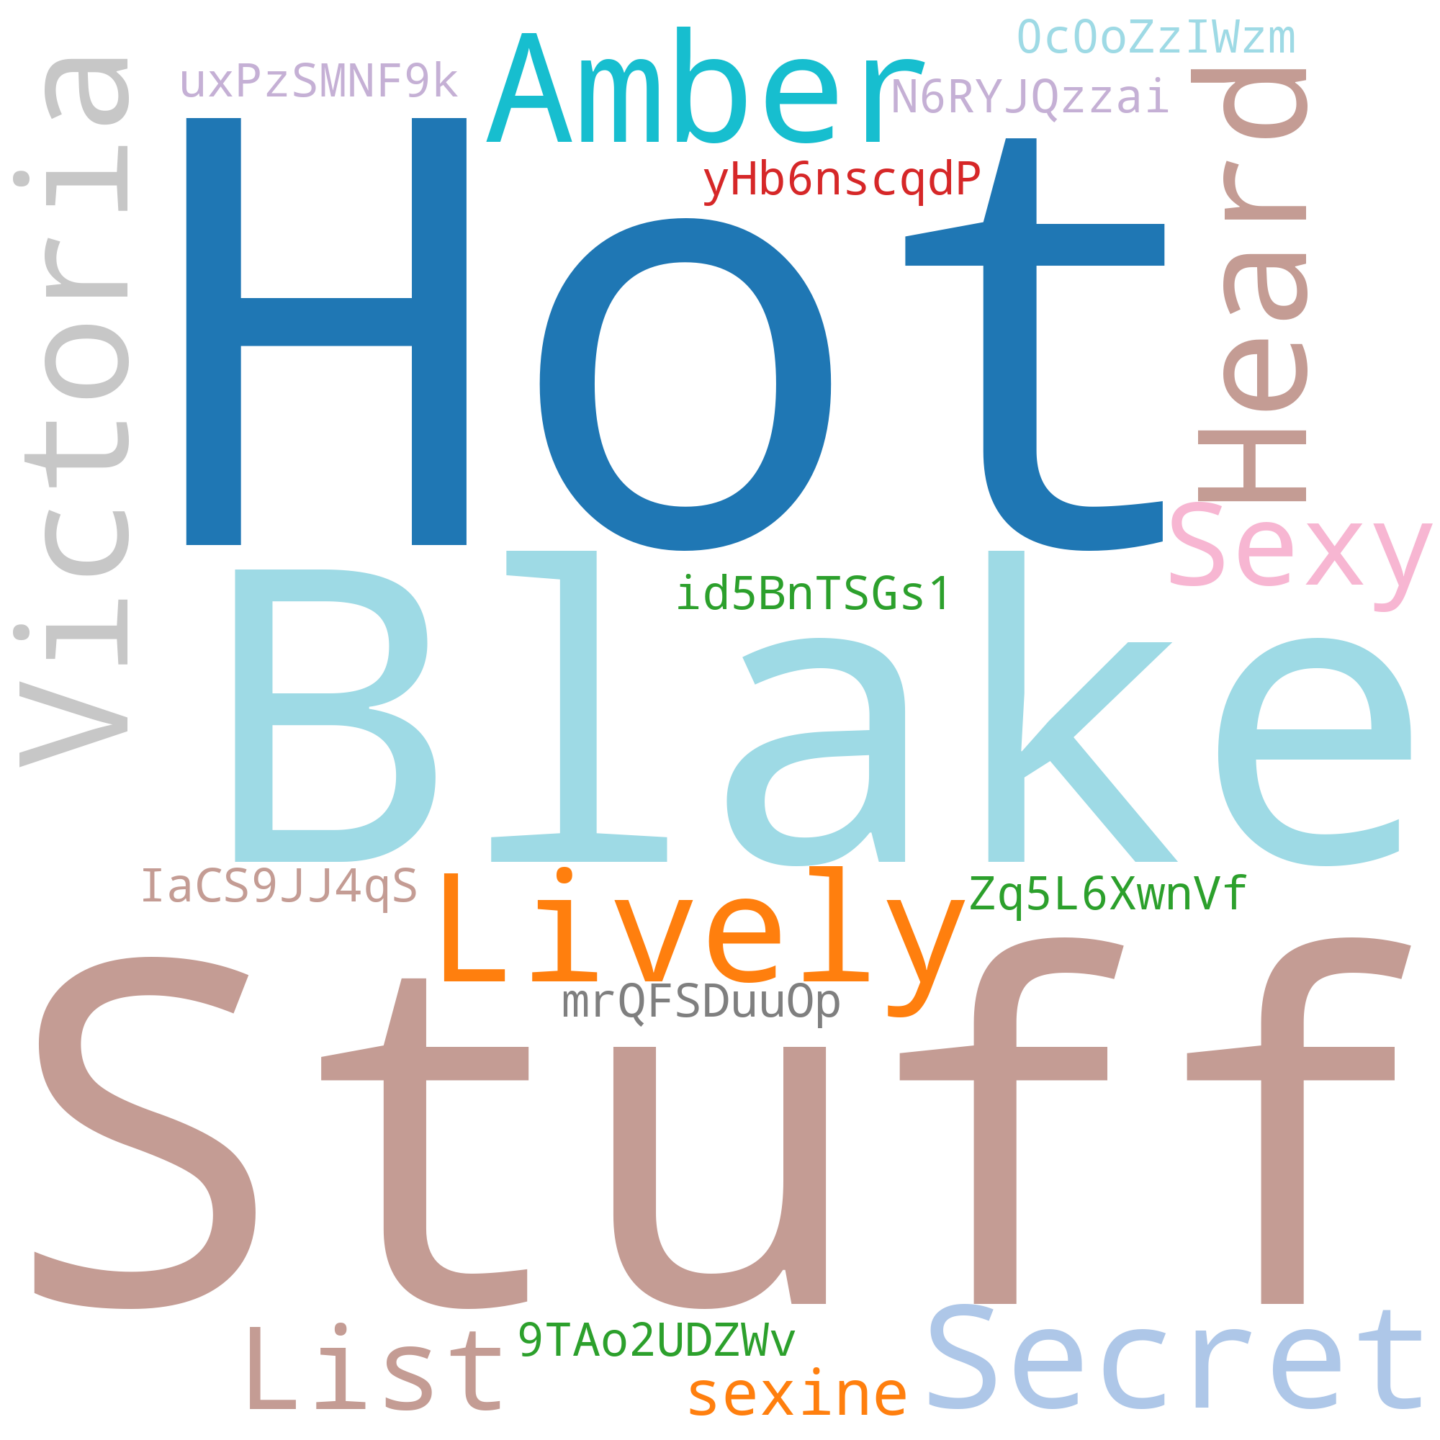 OcOoZzIWzm
uxPzSMNF9k
Amber
N6RYJQzzai
Victoria
Heard
yHb6nscqdP
Hot
Sexy
id5BnTSGs1
Blake
IaCS9JJ4qS
Lively
Zq5L6XwnVf
mrQFSDuuOp
Stuff
List
9TAo2UDZWv
sexine
Secret